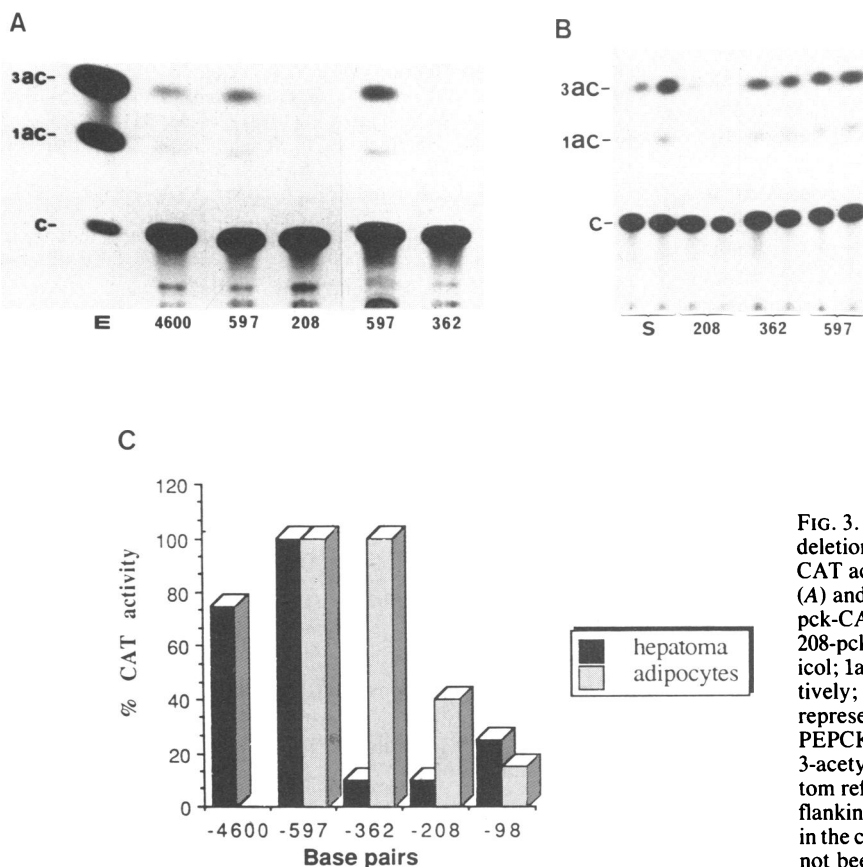 A
3ac-
1ac-
c-
E 4600 597 208 597 362
B
3ac-
1ac-
c-
S 208 362 597
C
% CAT activity
120
100
80
60
40
20
0
-4600 -597 -362 -208 -98
Base pairs
hepatoma
adipocytes
FIG. 3.
deletion
CAT ac
(A) and
pck-CA
208-pck
icol; 1a
tively;
represe
PEPCK
3-acety
tom ref
flankin
in the c
not bee